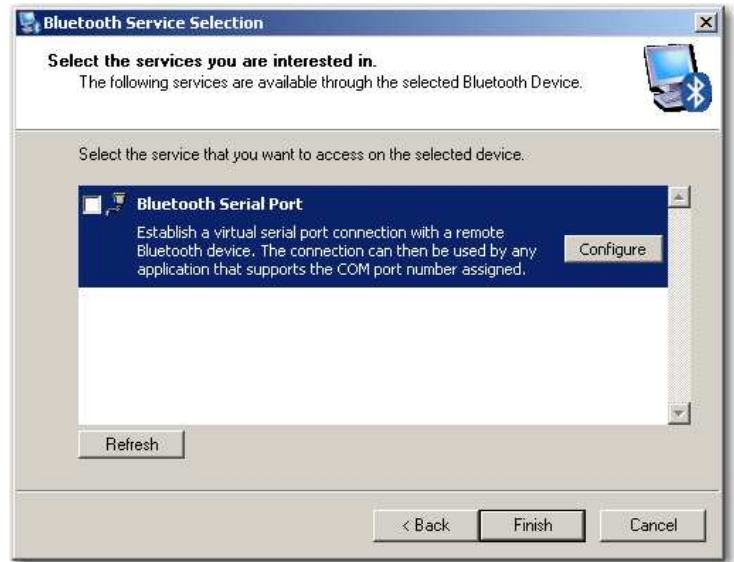 Bluetooth Service Selection
Select the services you are interested in.
The following services are available through the selected Bluetooth Device.
Select the service that you want to access on the selected device.
Bluetooth Serial Port
Establish a virtual serial port connection with a remote
Bluetooth device. The connection can then be used by any
application that supports the COM port number assigned.
Configure
Refresh
< Back
Finish
Cancel